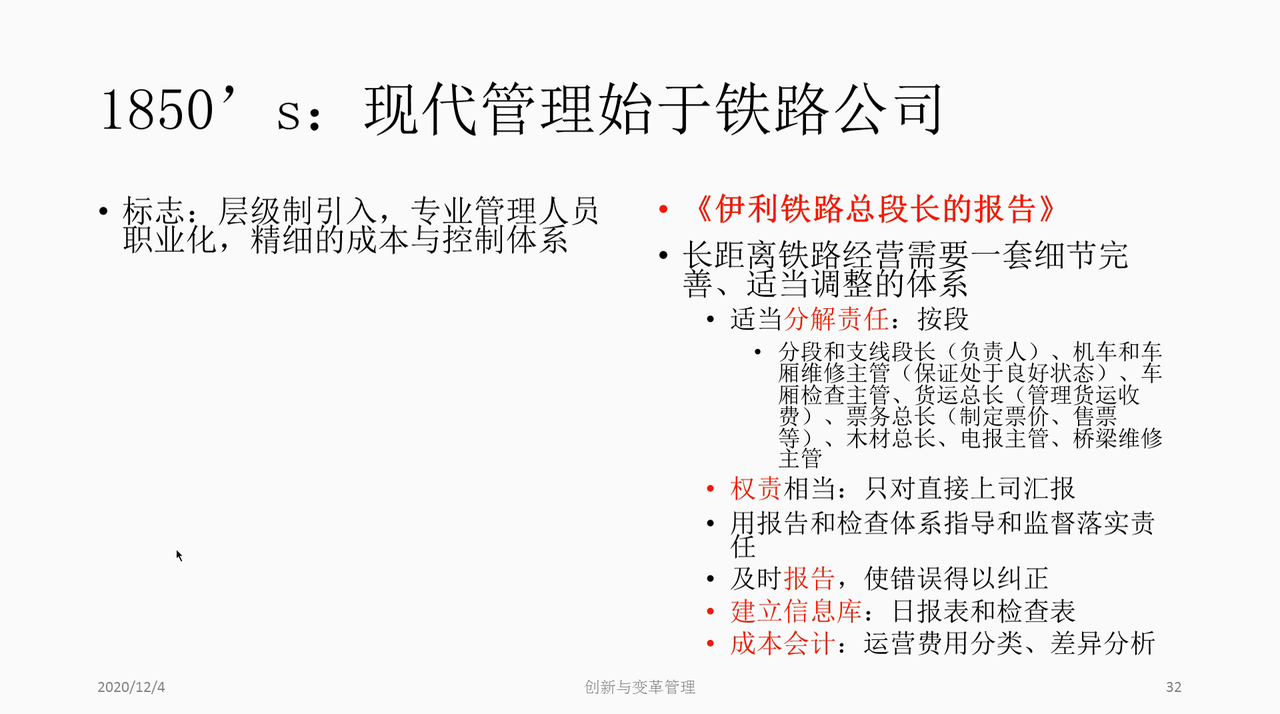 1850’s：现代管理始于铁路公司
• 标志：层级制引入，专业管理人员
职业化，精细的成本与控制体系
• 《伊利铁路总段长的报告》
• 长距离铁路经营需要一套细节完
善、适当调整的体系
• 适当分解责任：按段
• 分段和支线段长（负责人）、机车和车
厢维修主管（保证处于良好状态）、车
厢检查主管、货运总长（管理货运收
费）、票务总长（制定票价、售票
等）、木材总长、电报主管、桥梁维修
主管
• 权责相当：只对直接上司汇报
• 用报告和检查体系指导和监督落实责
任
• 及时报告，使错误得以纠正
• 建立信息库：日报表和检查表
• 成本会计：运营费用分类、差异分析
2020/12/4
创新与变革管理
32